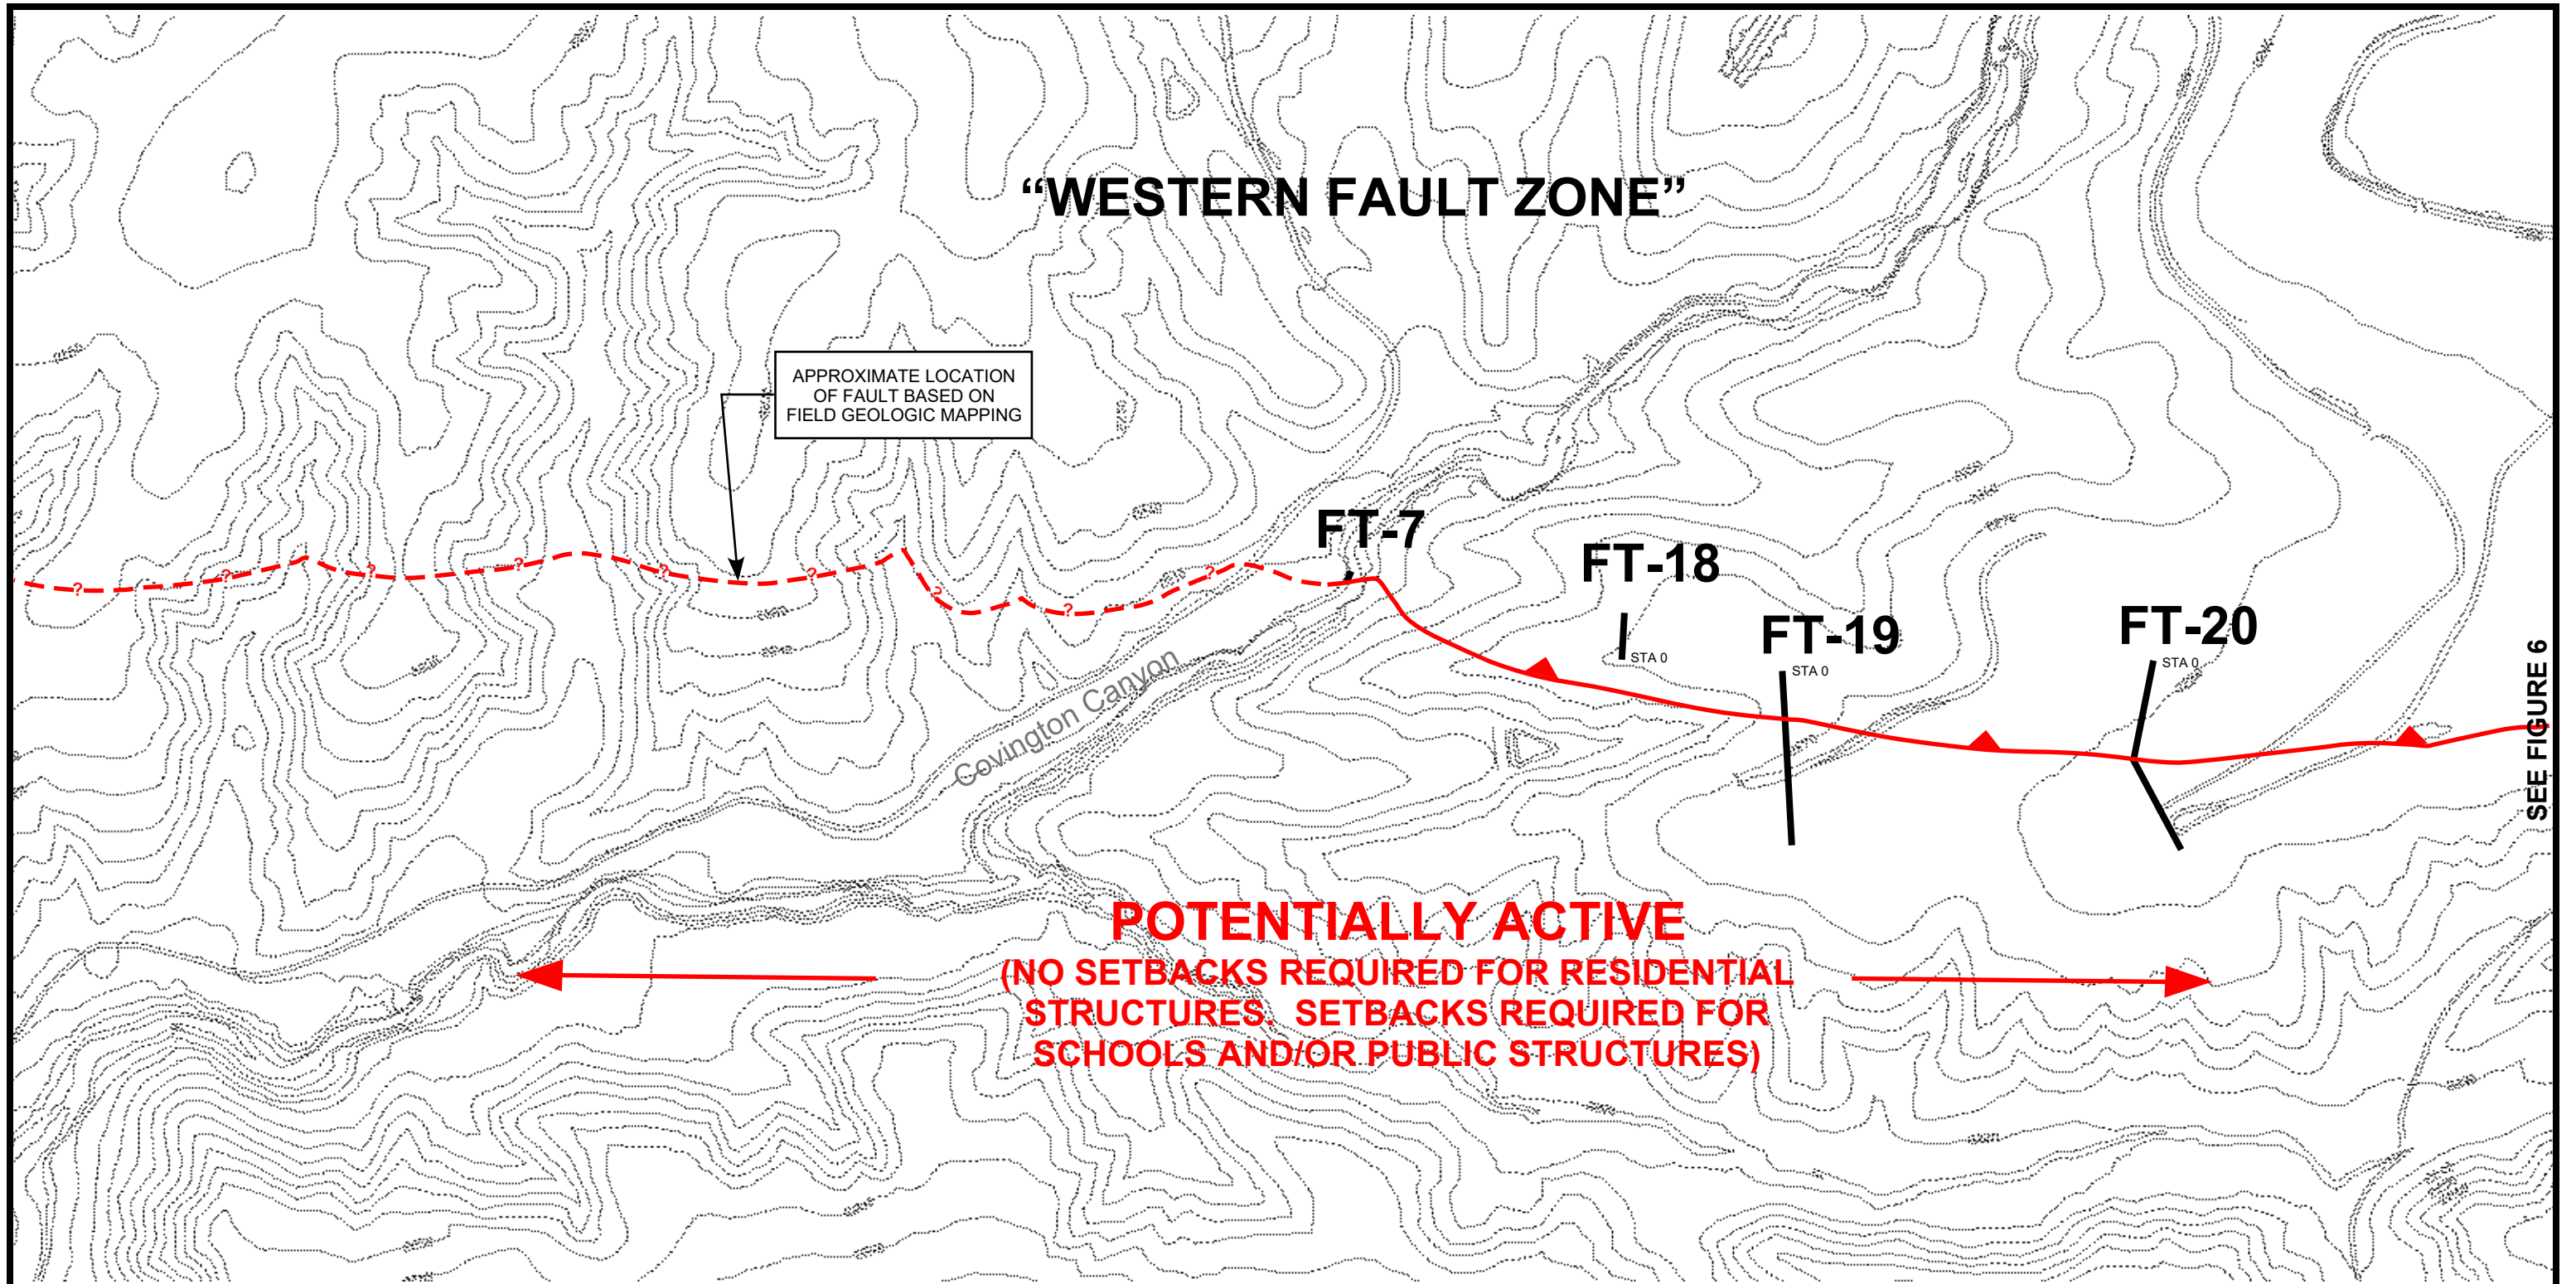 “WESTERN FAULT ZONE”
APPROXIMATE LOCATION
OF FAULT BASED ON
FIELD GEOLOGIC MAPPING
FT-7
FT-18
STA 0
FT-19
STA 0
FT-20
STA 0
SEE FIGURE 6
? ? ? ? ? ? ? ? ? ?
Covington Canyon
POTENTIALLY ACTIVE
(NO SETBACKS REQUIRED FOR RESIDENTIAL
STRUCTURES. SETBACKS REQUIRED FOR
SCHOOLS AND/OR PUBLIC STRUCTURES)